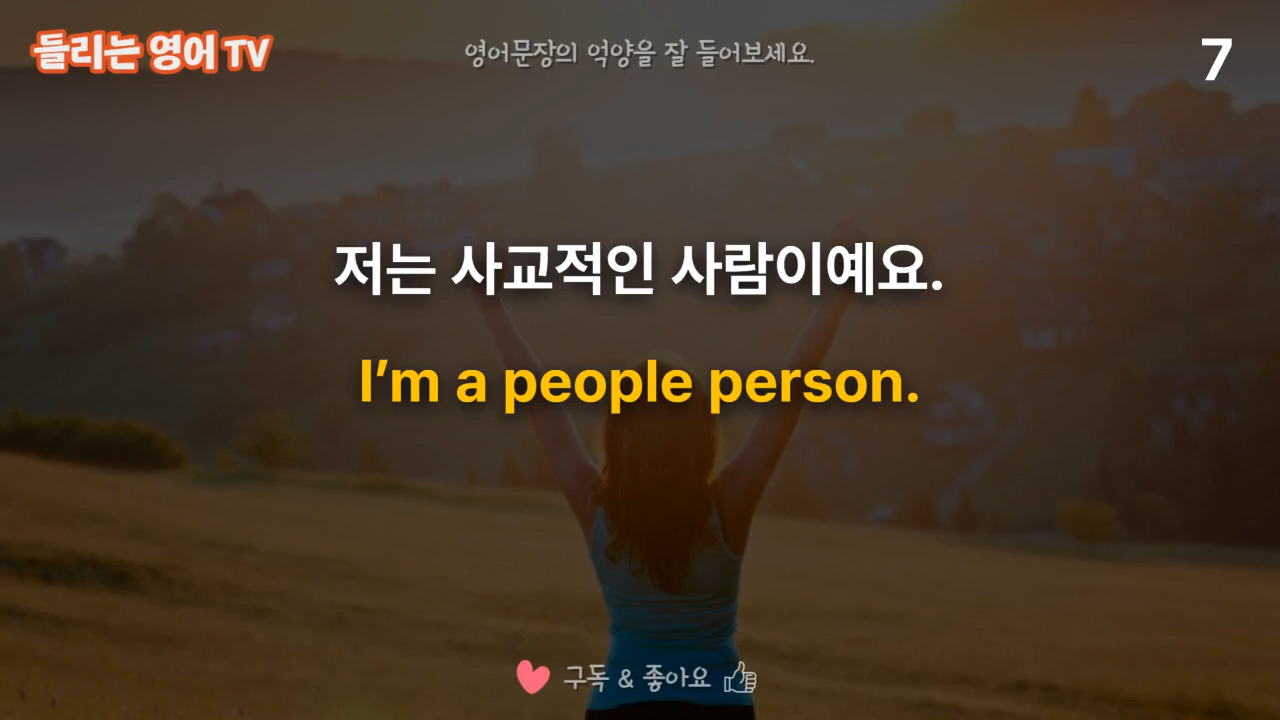 들리는 영어 TV
영어문장의 억양을 잘 들어보세요.
7
저는 사교적인 사람이예요.
I'm a people person.
구독 & 좋아요